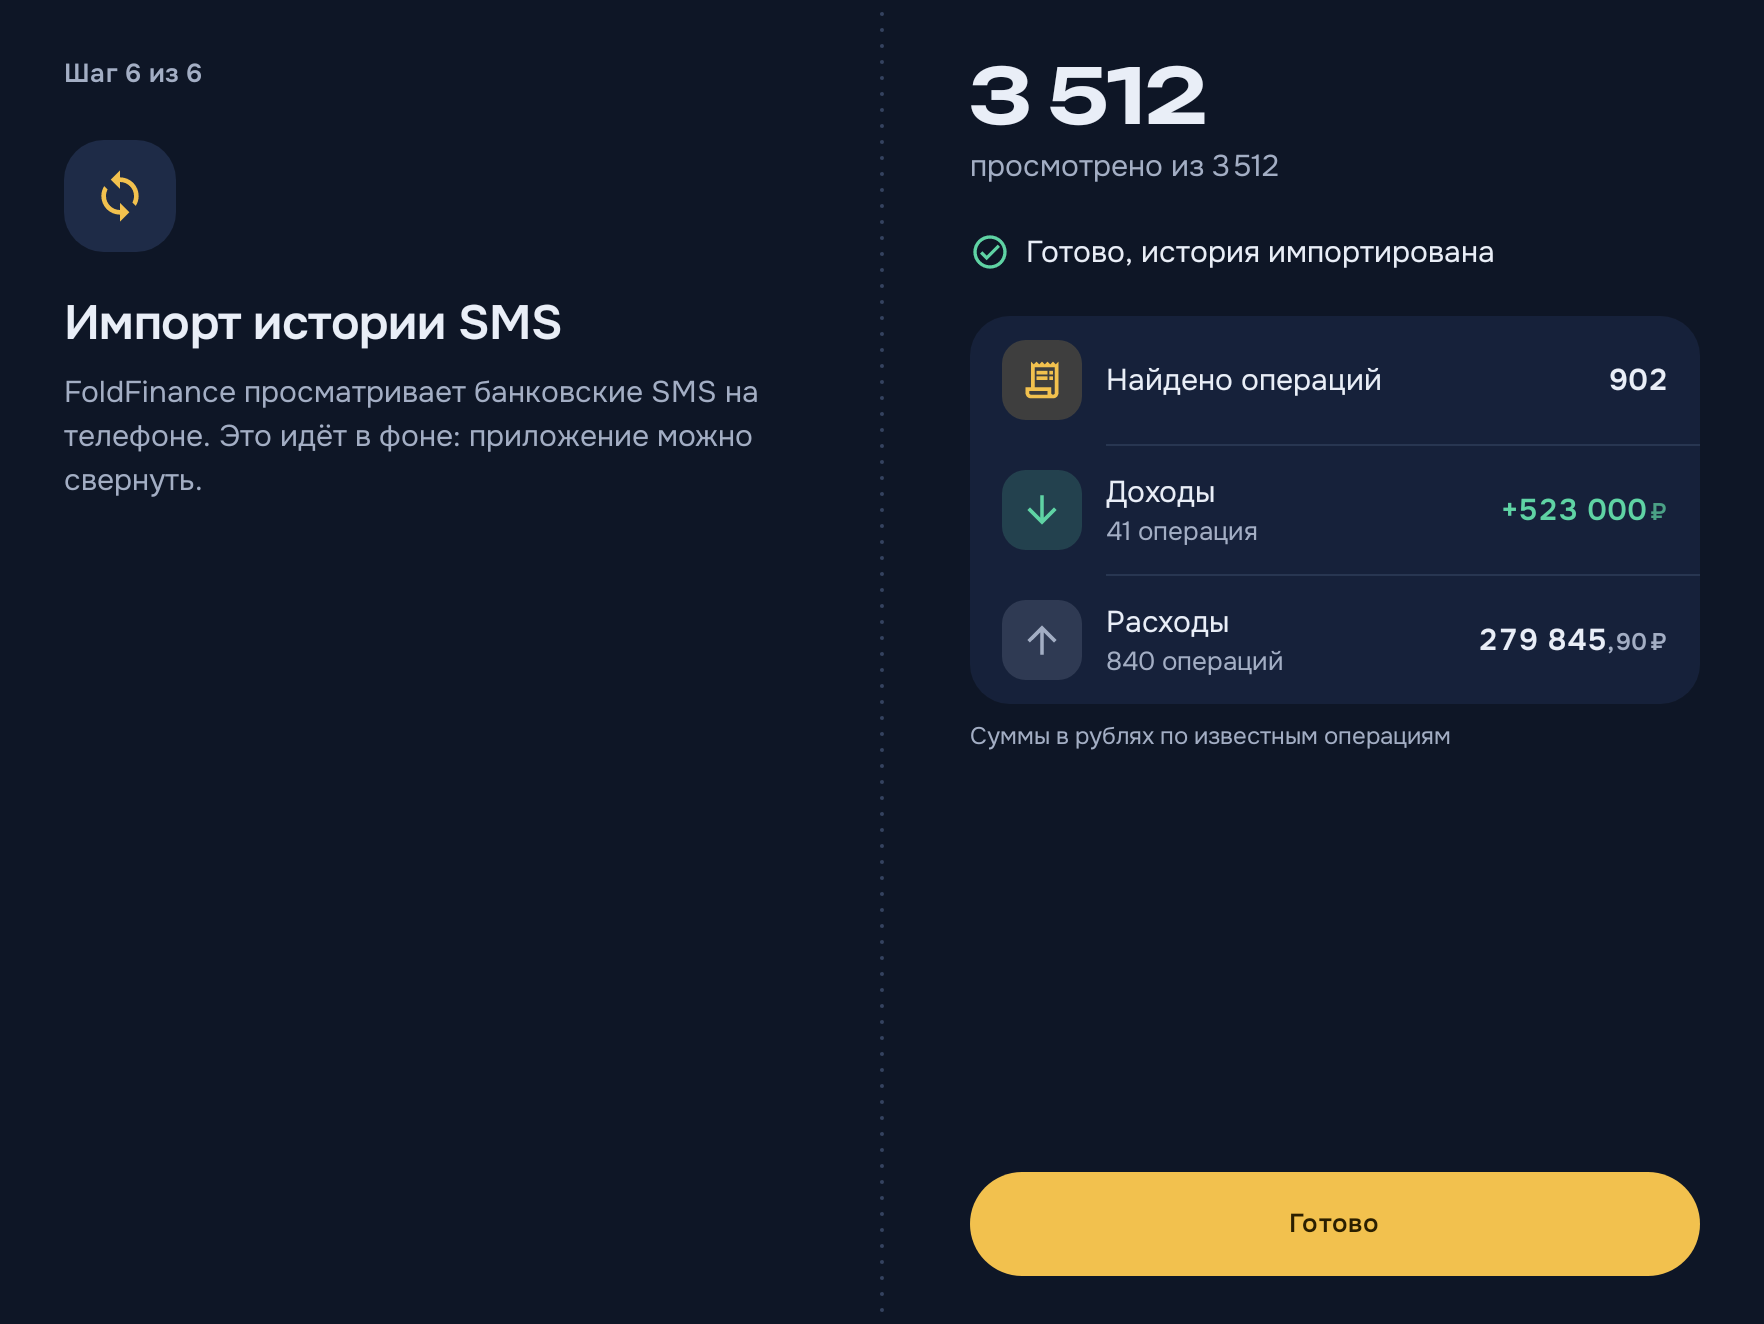 Шаг 6 из 6
Импорт истории SMS
FoldFinance просматривает банковские SMS на
телефоне. Это идёт в фоне: приложение можно
свернуть.
3 512
просмотрено из 3 512
Готово, история импортирована
Найдено операций 902
Доходы
41 операция
+523 000 ₽
Расходы
840 операций
279 845,90 ₽
Суммы в рублях по известным операциям
Готово